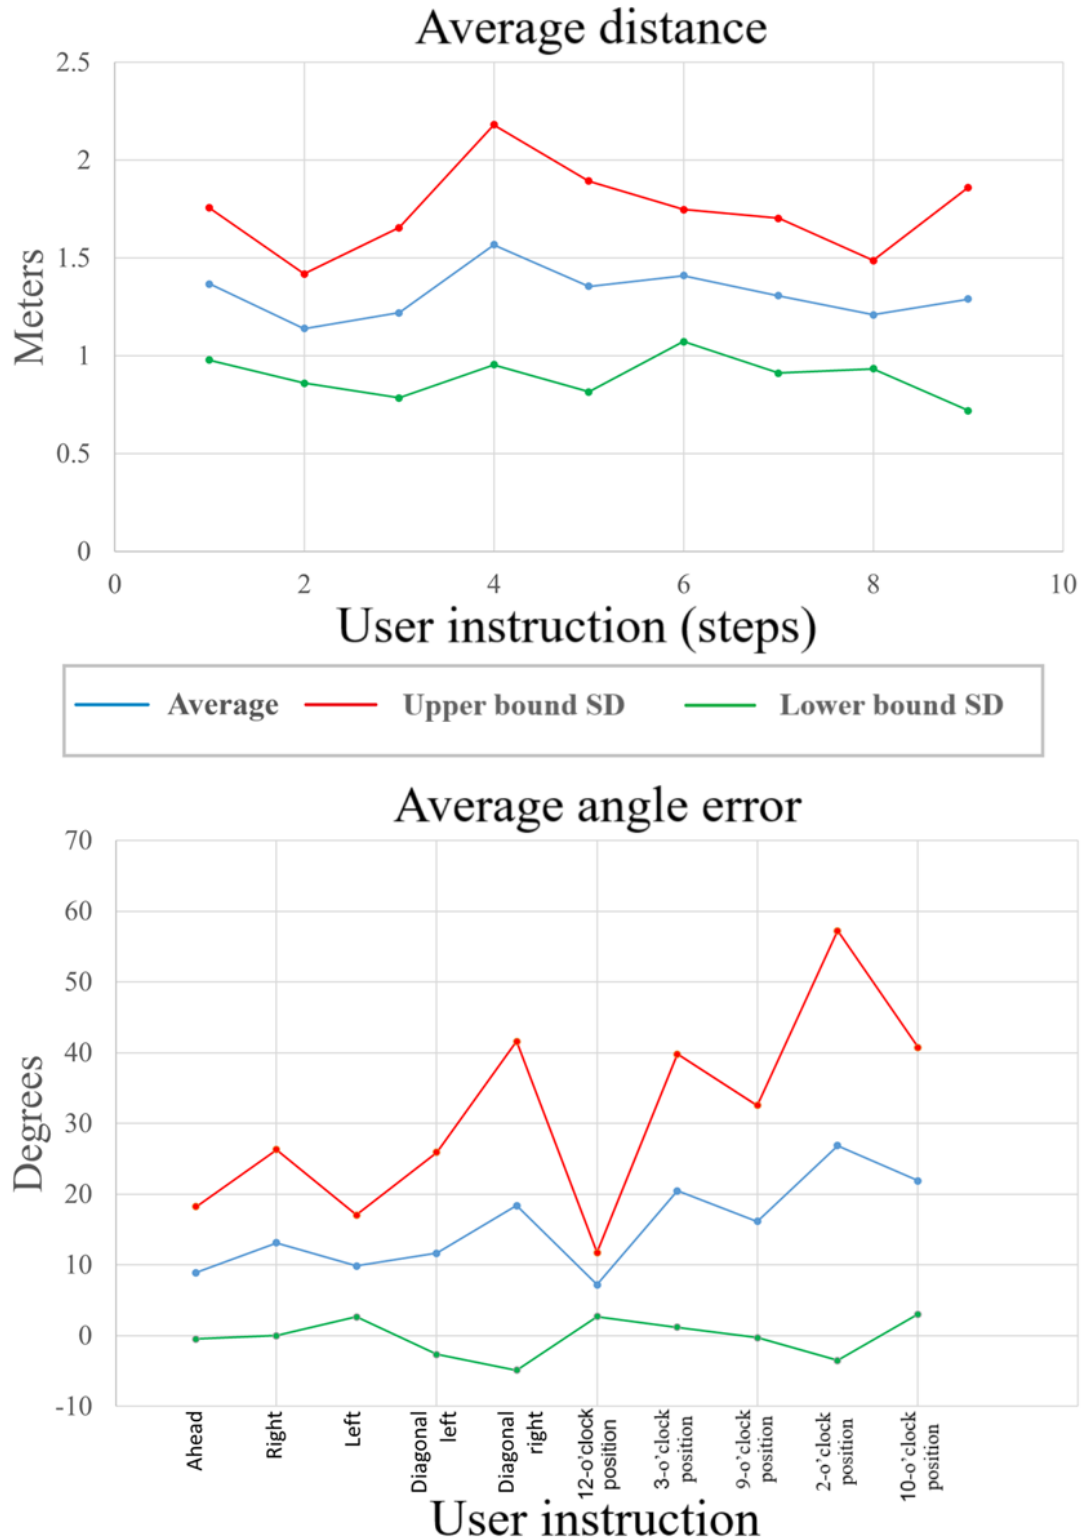 Average distance
2.5
2
1.5
1
0.5
0
Meters
0 2 4 6 8 10
User instruction (steps)
Average Upper bound SD Lower bound SD
Average angle error
70
60
50
40
30
20
10
0
-10
Degrees
Ahead
Right
Left
Diagonal
left
Diagonal
right
12-o'clock
position
3-o'clock
position
9-o'clock
position
2-o'clock
position
10-o'clock
position
User instruction